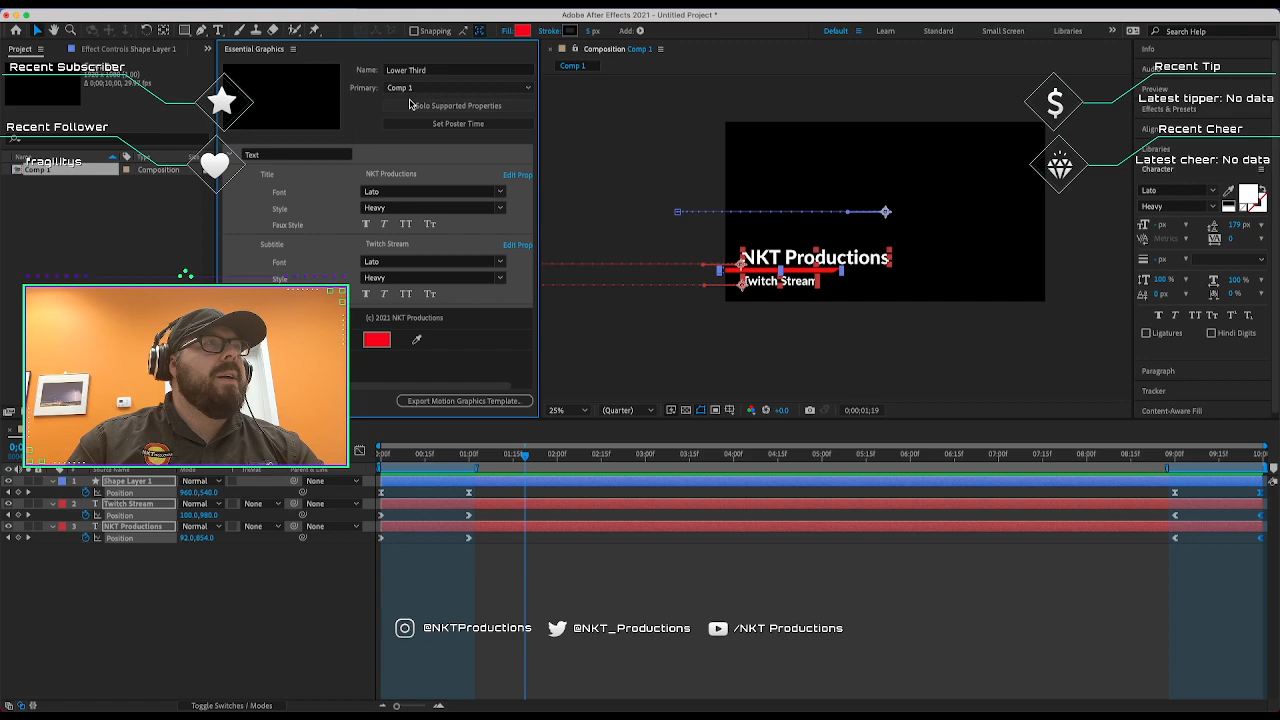 Adobe After Effects 2021 - Untitled Project *
Snapping
Fill:
Stroke:
5 px
Add:
Default
Learn
Standard
Small Screen
Libraries
Search Help
Project
Effect Controls Shape Layer 1
Essential Graphics
Composition Comp 1
Info
Recent Subscriber
Δ 0;00;10;00, 29.97 fps
Name:
Lower Third
Primary:
Comp 1
Solo Supported Properties
Set Poster Time
Comp 1
Recent Tip
Preview
Latest tipper: No data
Effects & Presets
Recent Follower
Recent Cheer
Libraries
Type
fragilitys
Latest cheer: No data
Comp 1
Composition
Character
Text
Title
NKT Productions
Edit Prop
Font
Lato
Style
Heavy
Faux Style
Subtitle
Twitch Stream
Edit Prop
Font
Lato
Style
Heavy
(c) 2021 NKT Productions
Export Motion Graphics Template..
NKT Productions
Twitch Stream
Lato
Heavy
- px
179 px
Metrics
0
- px
100 %
100 %
0 px
0 %
Ligatures
Hindi Digits
Paragraph
Tracker
Content-Aware Fill
25%
(Quarter)
+0.0
0;00;01;19
00:15f
01:00f
01:15f
02:00f
02:15f
03:00f
03:15f
04:00f
04:15f
05:00f
05:15f
06:00f
06:15f
07:00f
07:15f
08:00f
08:15f
09:00f
09:15f
Source Name
Mode
TrkMat
Parent & Link
1
Shape Layer 1
Normal
None
Position
960.0,540.0
2
Twitch Stream
Normal
None
None
Position
100.0,980.0
3
NKT Productions
Normal
None
None
Position
92.0,854.0
@NKTProductions
@NKT_Productions
/NKT Productions
Toggle Switches / Modes